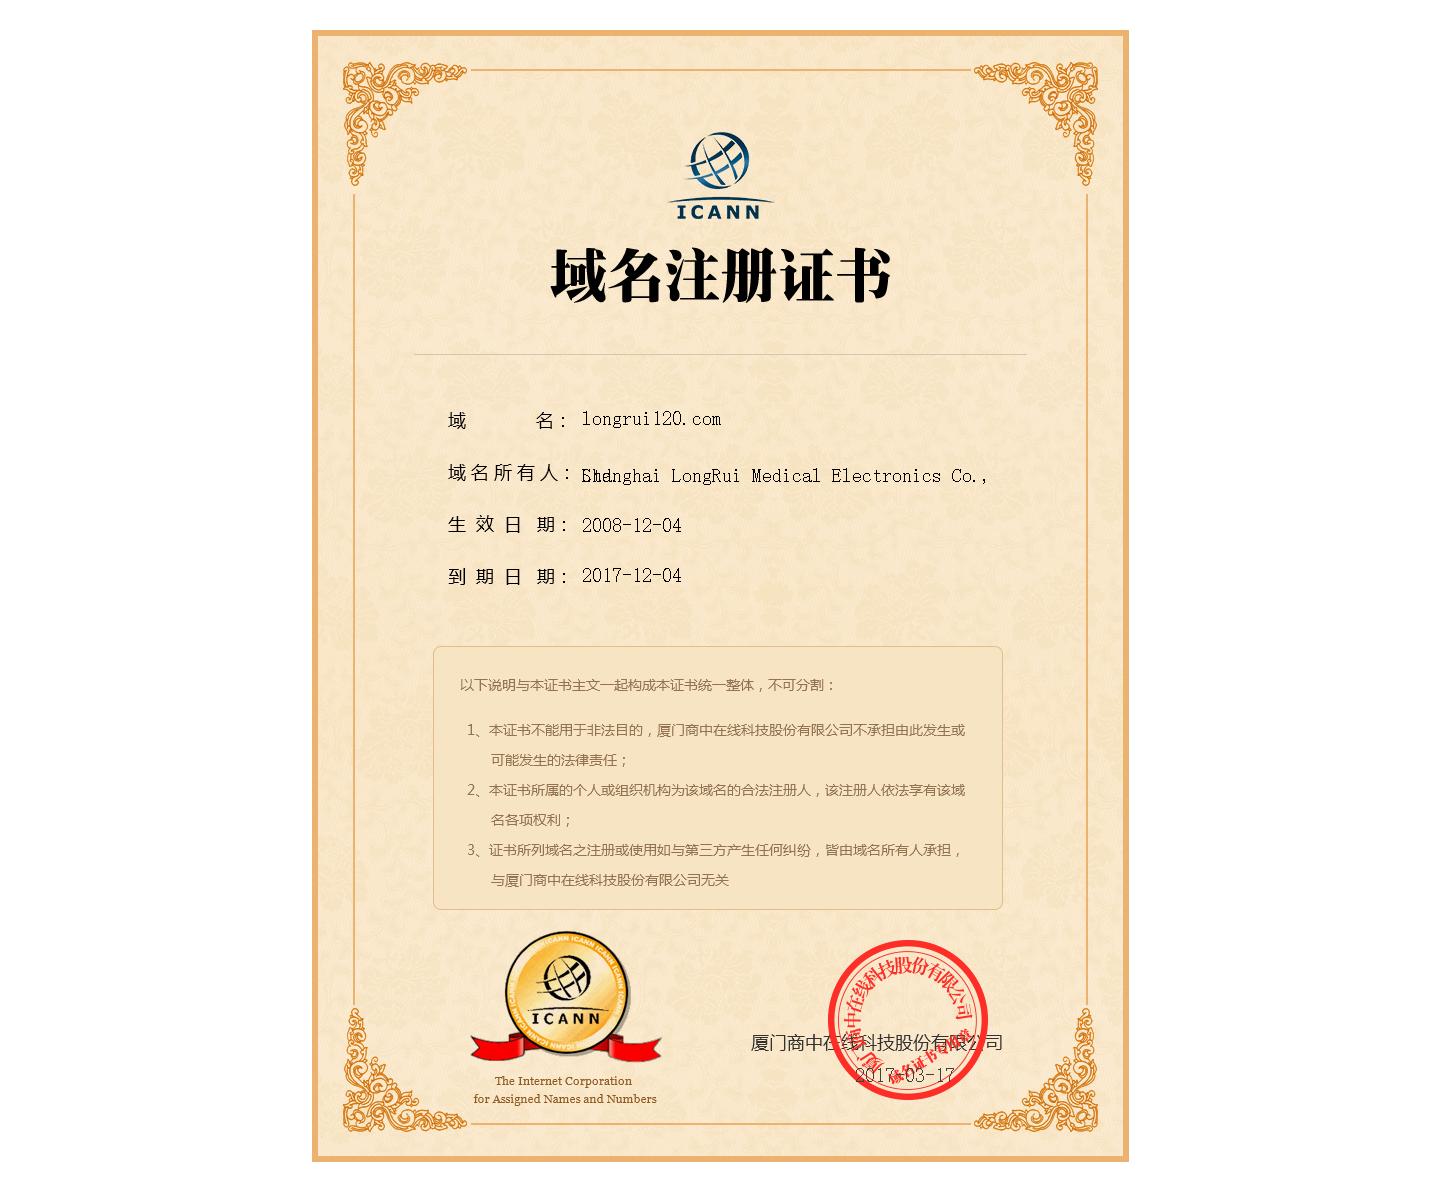 ICANN
域名注册证书
域 名： longrui120.com
域名所有人： Shanghai LongRui Medical Electronics Co.,
生效日期： 2008-12-04
到期日期： 2017-12-04
以下说明与本证书主文一起构成本证书统一整体，不可分割：
1、本证书不能用于非法目的，厦门商中在线科技股份有限公司不承担由此发生或
可能发生的法律责任；
2、本证书所属的个人或组织机构为该域名的合法注册人，该注册人依法享有该域
名各项权利；
3、证书所列域名之注册或使用如与第三方产生任何纠纷，皆由域名所有人承担，
与厦门商中在线科技股份有限公司无关
ICANN ICANN ICANN ICANN
ICANN
The Internet Corporation
for Assigned Names and Numbers
厦门商中在线科技股份有限公司
域名证书专用章
厦门商中在线科技股份有限公司
2017-03-17